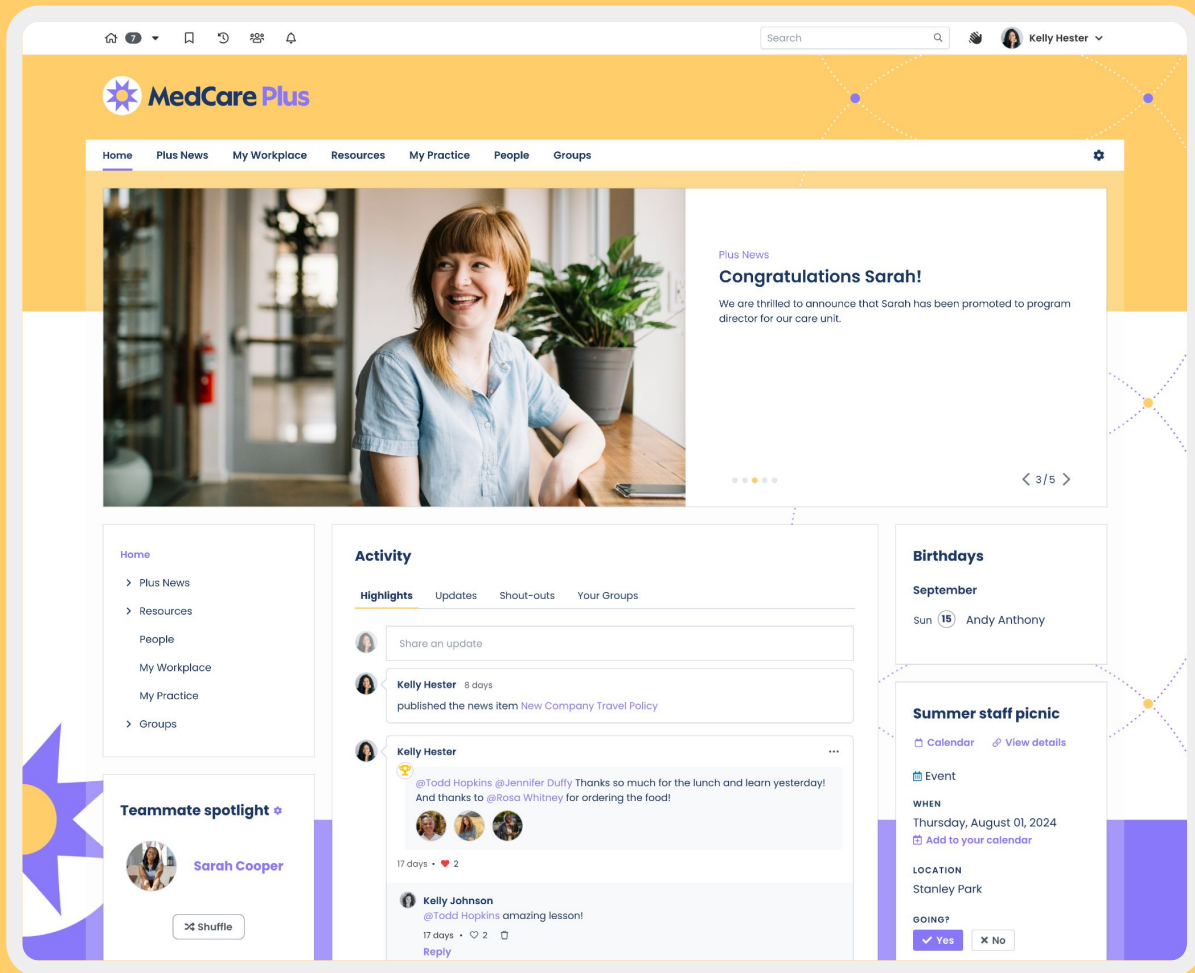 7
Search
Kelly Hester
MedCare Plus
Home Plus News My Workplace Resources My Practice People Groups
Plus News
Congratulations Sarah!
We are thrilled to announce that Sarah has been promoted to program
director for our care unit.
3/5
Home
Plus News
Resources
People
My Workplace
My Practice
Groups
Teammate spotlight
Sarah Cooper
Shuffle
Activity
Highlights Updates Shout-outs Your Groups
Share an update
Kelly Hester 8 days
published the news item New Company Travel Policy
Kelly Hester
@Todd Hopkins @Jennifer Duffy Thanks so much for the lunch and learn yesterday!
And thanks to @Rosa Whitney for ordering the food!
17 days • 2
Kelly Johnson
@Todd Hopkins amazing lesson!
17 days • 2
Reply
Birthdays
September
Sun 15 Andy Anthony
Summer staff picnic
Calendar View details
Event
WHEN
Thursday, August 01, 2024
Add to your calendar
LOCATION
Stanley Park
GOING?
Yes No